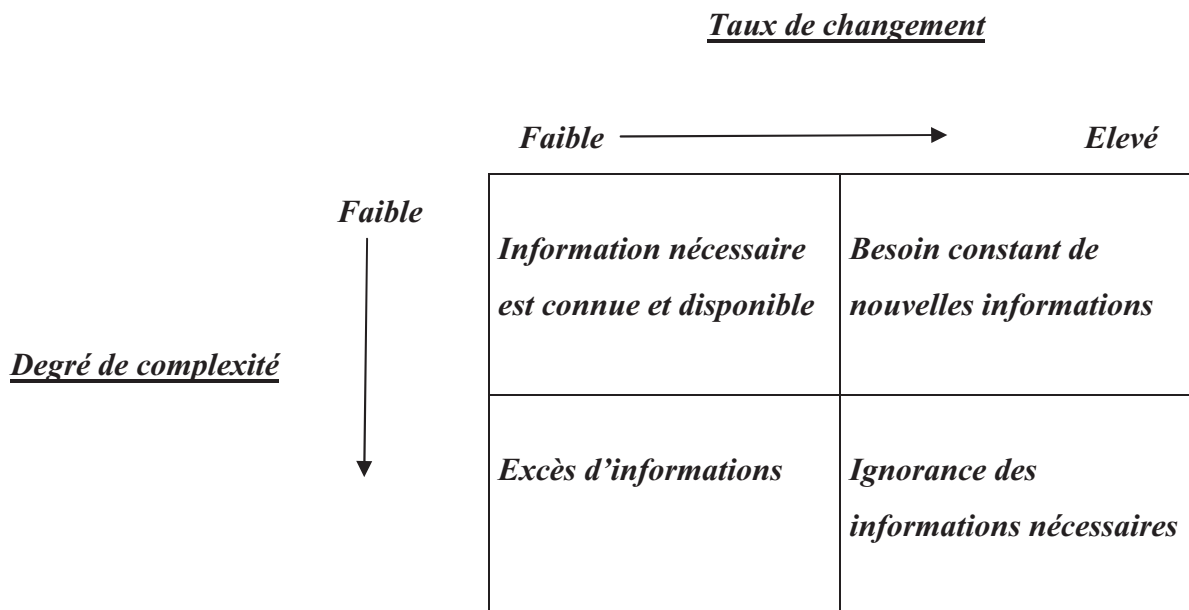 Taux de changement
Faible
Elevé
Faible
Information nécessaire
est connue et disponible
Besoin constant de
nouvelles informations
Degré de complexité
Excès d’informations
Ignorance des
informations nécessaires